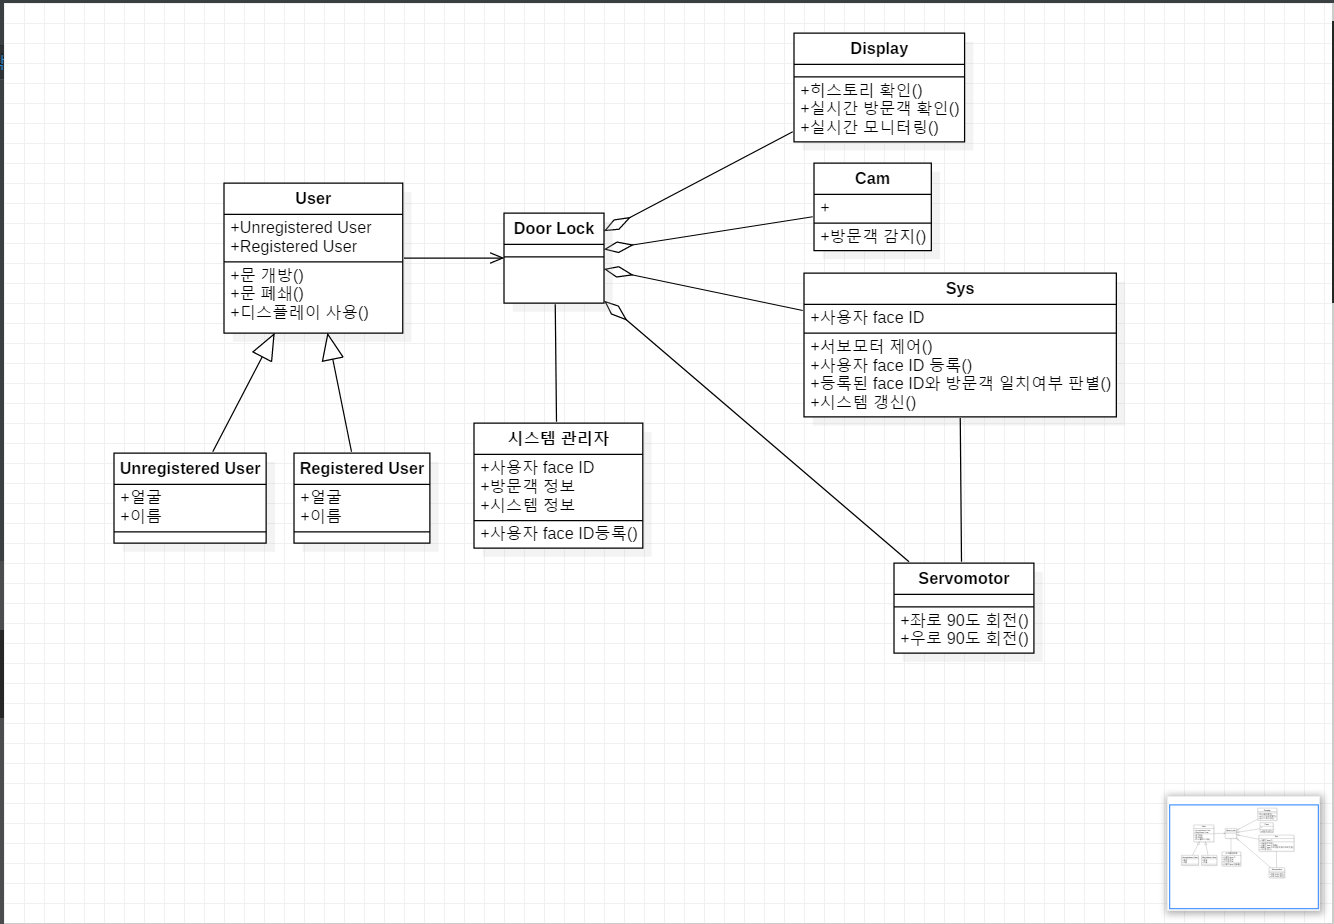 Display
+히스토리 확인()
+실시간 방문객 확인()
+실시간 모니터링()
Cam
+
+방문객 감지()
User
+Unregistered User
+Registered User
+문 개방()
+문 폐쇄()
+디스플레이 사용()
Door Lock
Sys
+사용자 face ID
+서보모터 제어()
+사용자 face ID 등록()
+등록된 face ID와 방문객 일치여부 판별()
+시스템 갱신()
Unregistered User
+얼굴
+이름
Registered User
+얼굴
+이름
시스템 관리자
+사용자 face ID
+방문객 정보
+시스템 정보
+사용자 face ID등록()
Servomotor
+좌로 90도 회전()
+우로 90도 회전()